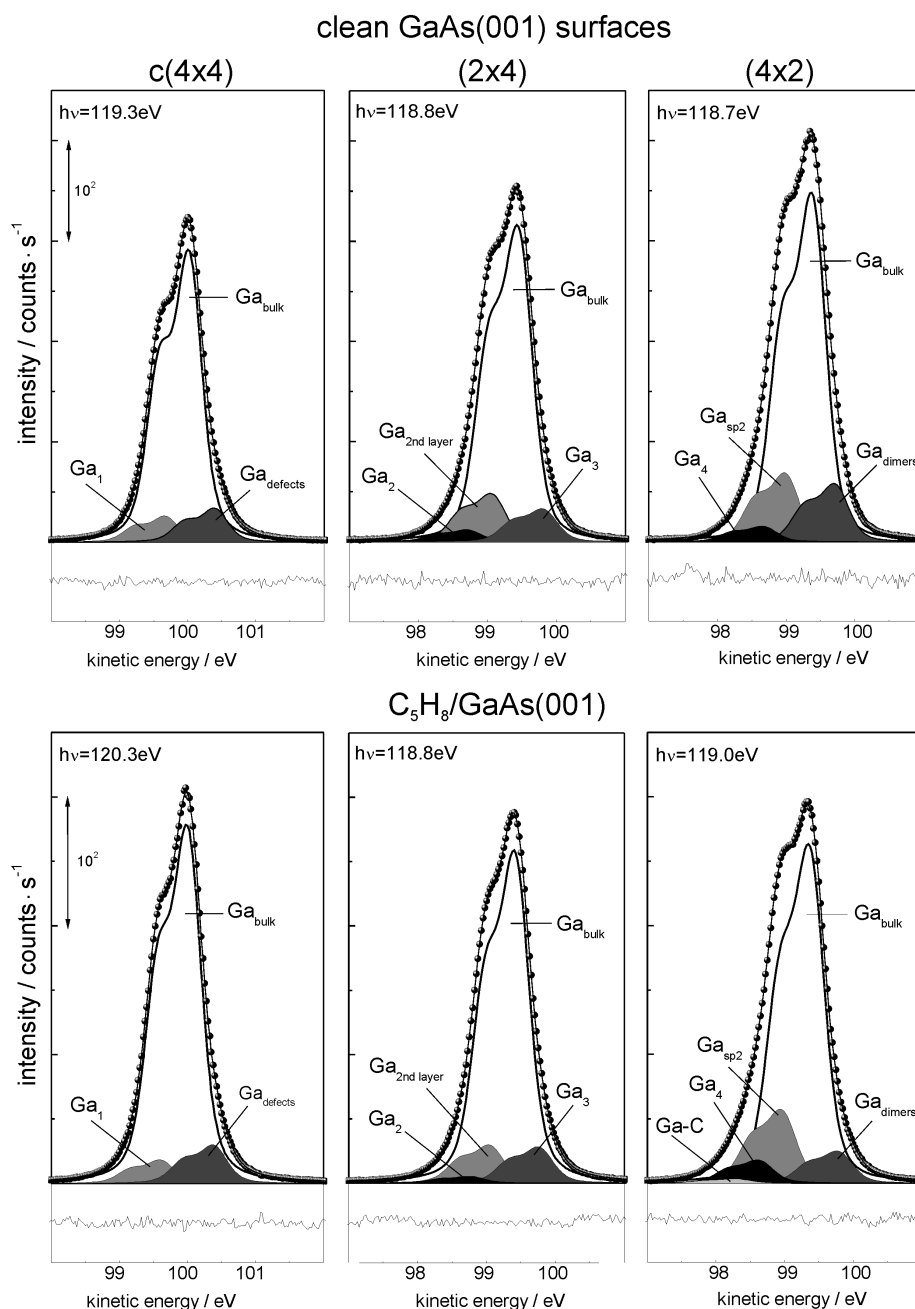 clean GaAs(001) surfaces
c(4x4)
(2x4)
(4x2)
hν=119.3eV
hν=118.8eV
hν=118.7eV
10²
intensity / counts· s⁻¹
Ga_bulk
Ga_1
Ga_defects
Ga_bulk
Ga_2nd layer
Ga_2
Ga_3
Ga_bulk
Ga_sp2
Ga_4
Ga_dimers
99 100 101
98 99 100
98 99 100
kinetic energy / eV
kinetic energy / eV
kinetic energy / eV
C₅H₈/GaAs(001)
hν=120.3eV
hν=118.8eV
hν=119.0eV
10²
intensity / counts· s⁻¹
Ga_bulk
Ga_1
Ga_defects
Ga_bulk
Ga_2nd layer
Ga_2
Ga_3
Ga_bulk
Ga_sp2
Ga_4
Ga-C
Ga_dimers
99 100 101
98 99 100
98 99 100
kinetic energy / eV
kinetic energy / eV
kinetic energy / eV